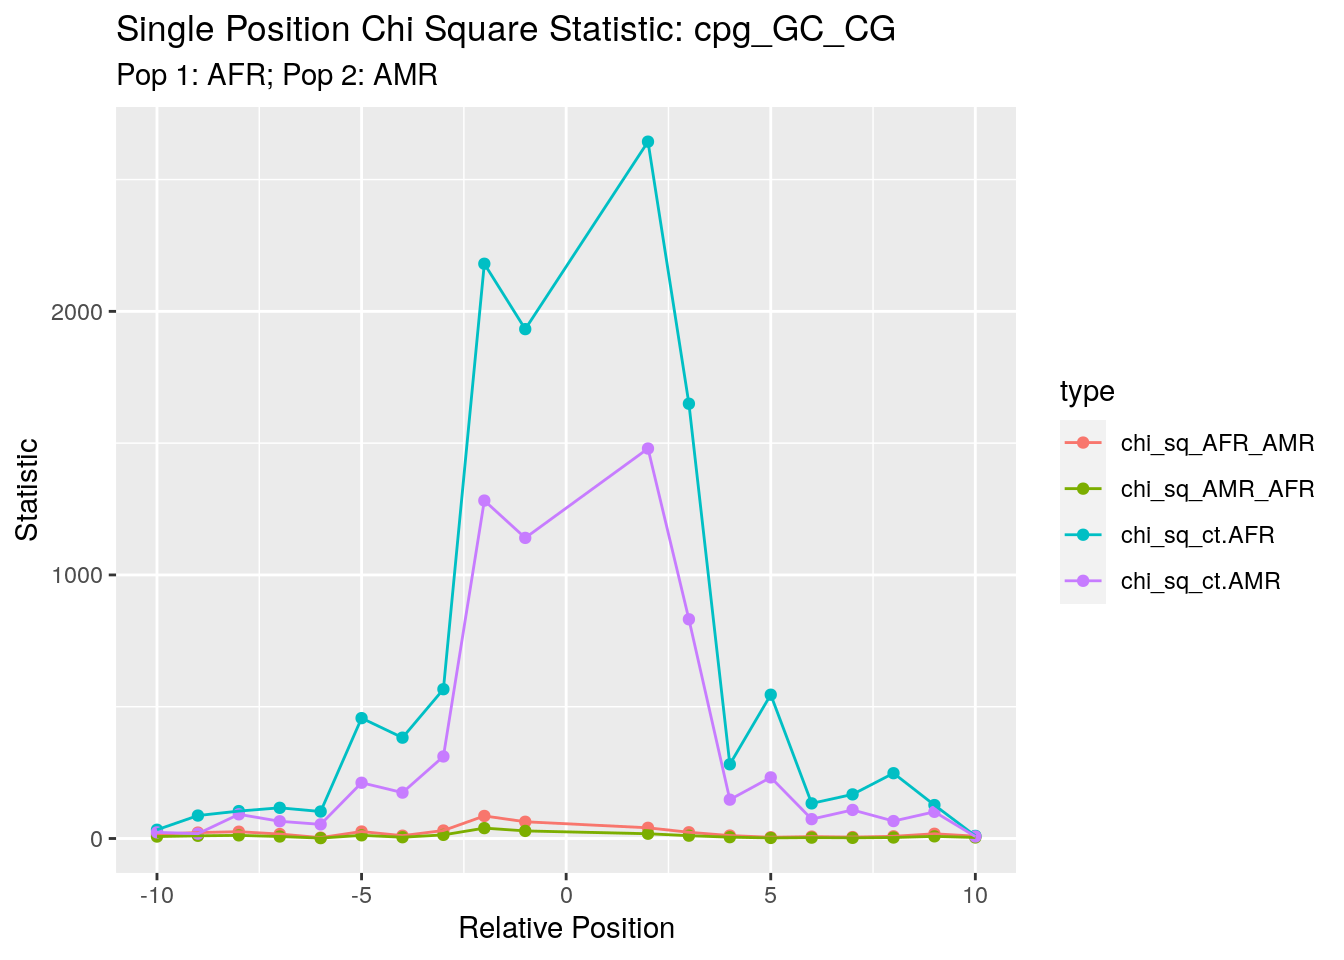 Single Position Chi Square Statistic: cpg_GC_CG
Pop 1: AFR; Pop 2: AMR
Statistic
2000
1000
0
-10
-5
0
5
10
Relative Position
type
chi_sq_AFR_AMR
chi_sq_AMR_AFR
chi_sq_ct.AFR
chi_sq_ct.AMR